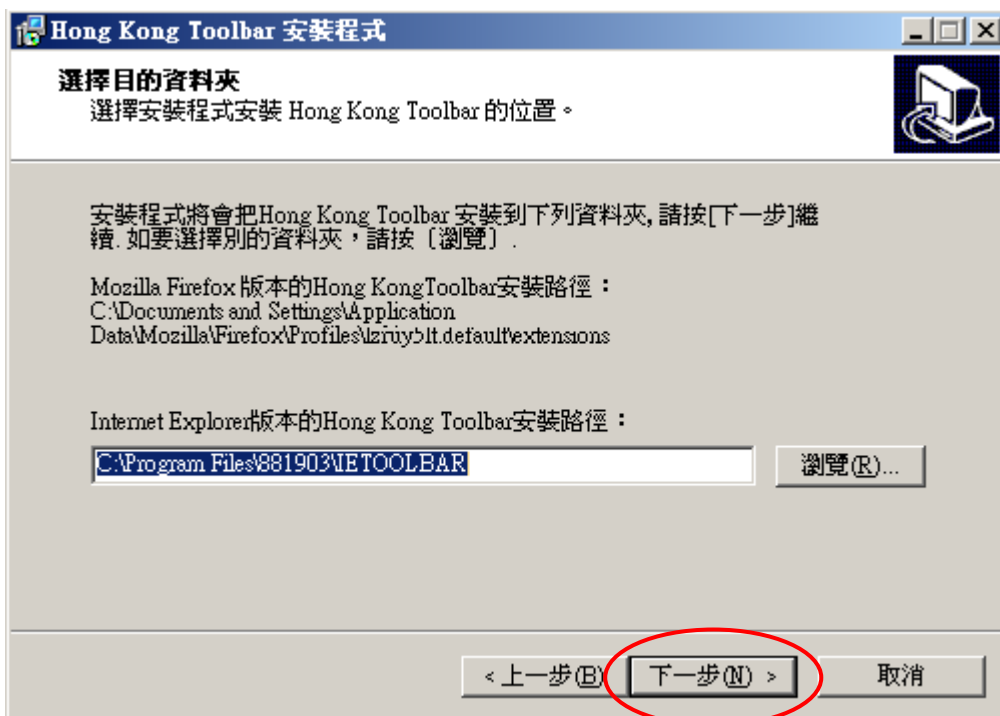 Hong Kong Toolbar 安裝程式
選擇目的資料夾
選擇安裝程式安裝 Hong Kong Toolbar 的位置。
安裝程式將會把Hong Kong Toolbar 安裝到下列資料夾, 請按[下一步]繼
續. 如要選擇別的資料夾，請按〔瀏覽〕.
Mozilla Firefox 版本的Hong KongToolbar安裝路徑：
C:\Documents and Settings\Application
Data\Mozilla\Firefox\Profiles\lzruy5lt.default\extensions
Internet Explorer版本的Hong Kong Toolbar安裝路徑：
C:\Program Files\881903\IETOOLBAR
瀏覽(R)...
< 上一步(B)
下一步(N) >
取消